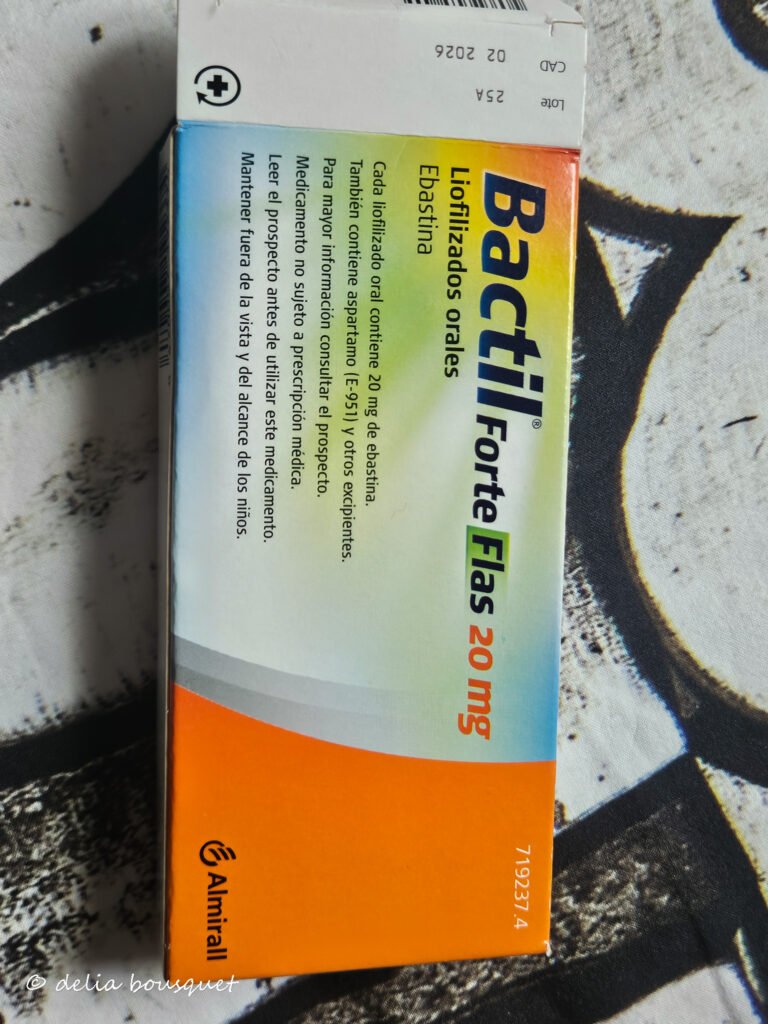 Lote 25A
CAD 02 2026
719237.4
Bactil® Forte Flas 20 mg
Liofilizados orales
Ebastina
Cada liofilizado oral contiene 20 mg de ebastina.
También contiene aspartamo (E-951) y otros excipientes.
Para mayor información consultar el prospecto.
Medicamento no sujeto a prescripción médica.
Leer el prospecto antes de utilizar este medicamento.
Mantener fuera de la vista y del alcance de los niños.
Almirall
© delia bousquet